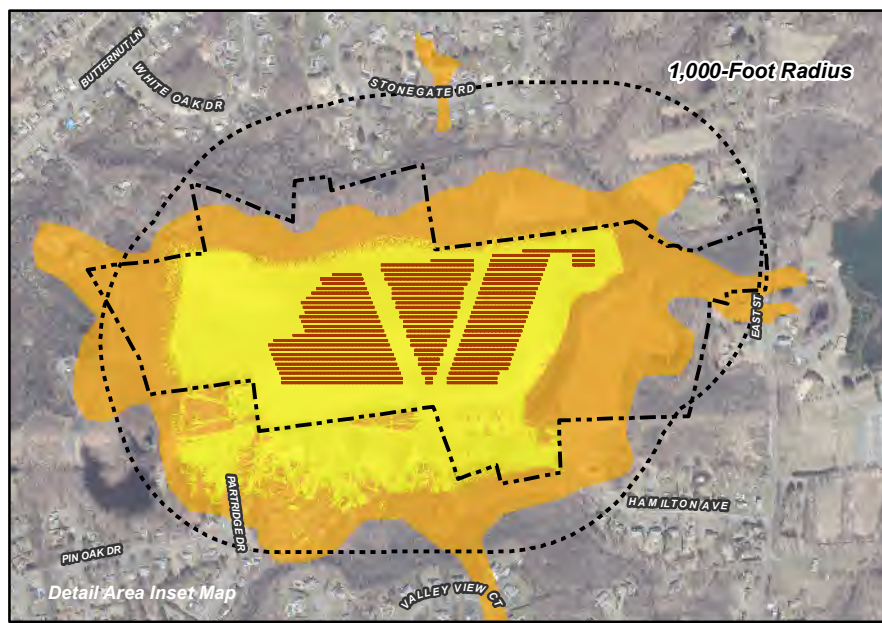 1,000-Foot Radius
BUTTERNUT LN
WHITE OAK DR
STONEGATE RD
EAST ST
HAMILTON AVE
PARTRIDGE DR
PIN OAK DR
VALLEY VIEW CT
Detail Area Inset Map